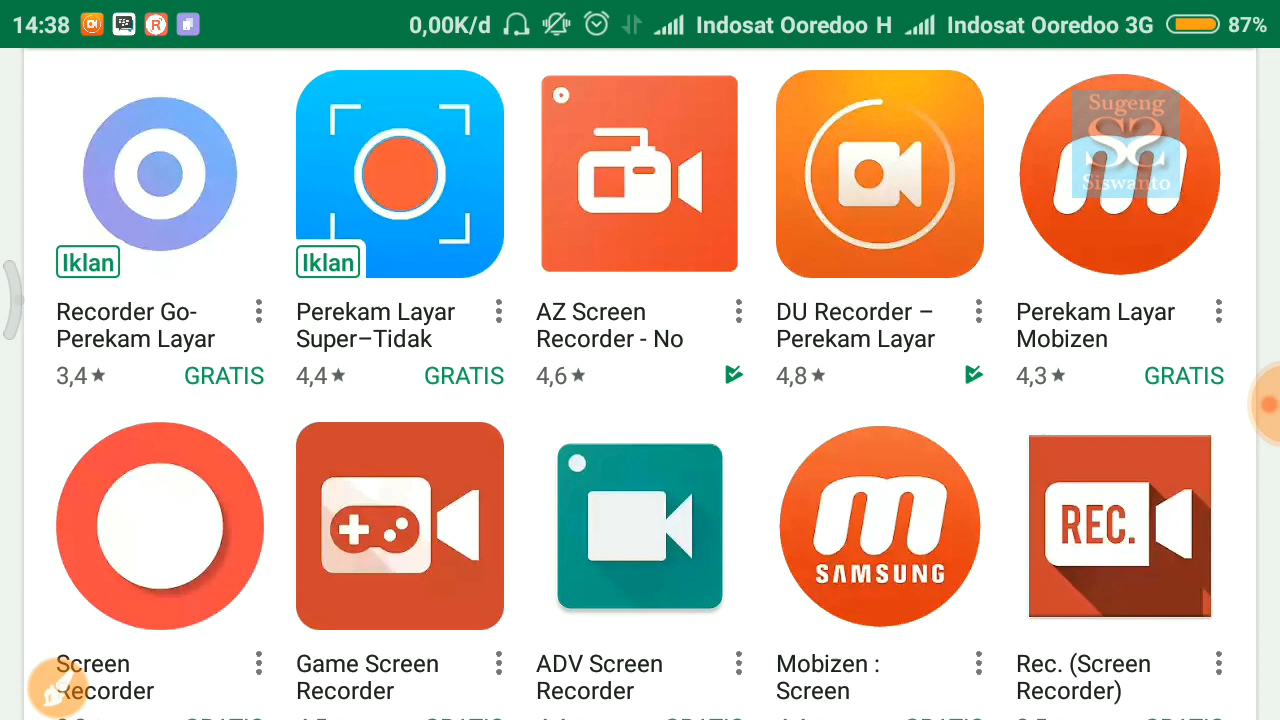 14:38 0,00K/d Indosat Ooredoo H Indosat Ooredoo 3G 87%
Sugeng
Siswanto
Iklan
Iklan
Recorder Go-
Perekam Layar
3,4 GRATIS
Perekam Layar
Super–Tidak
4,4 GRATIS
AZ Screen
Recorder - No
4,6
DU Recorder –
Perekam Layar
4,8
Perekam Layar
Mobizen
4,3 GRATIS
SAMSUNG
REC.
Screen
Recorder
Game Screen
Recorder
ADV Screen
Recorder
Mobizen :
Screen
Rec. (Screen
Recorder)